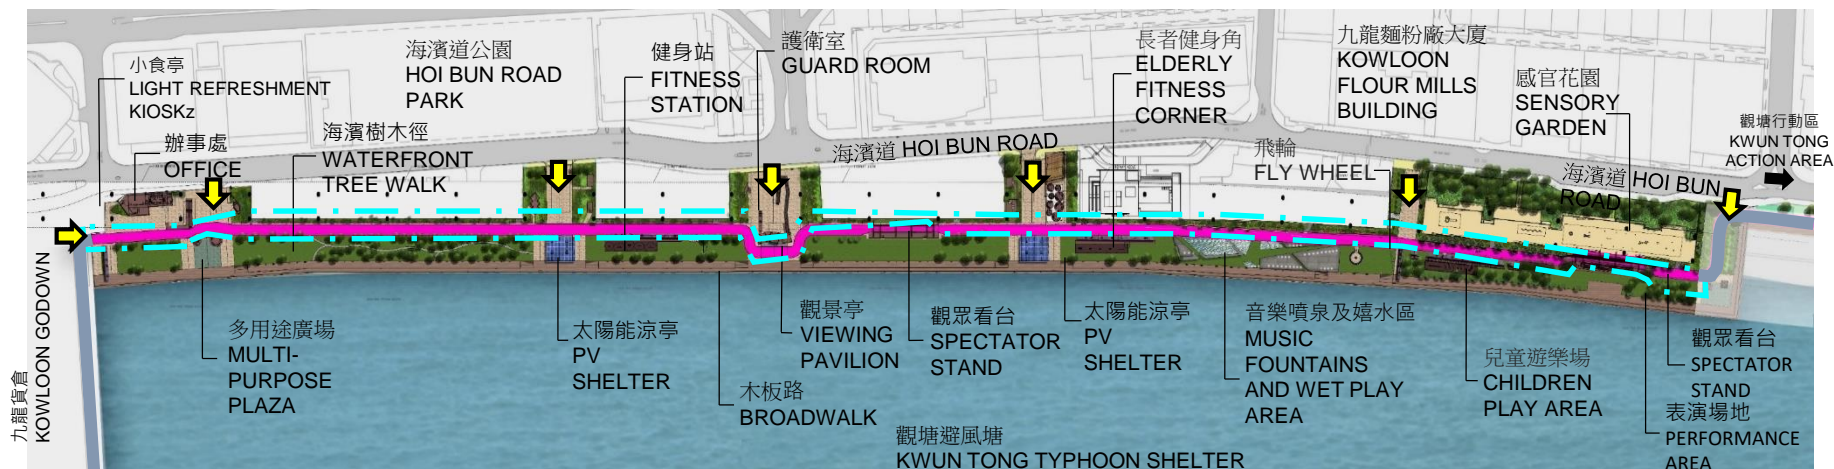 小食亭
LIGHT REFRESHMENT
KIOSKz
辦事處
OFFICE
海濱道公園
HOI BUN ROAD
PARK
海濱樹木徑
WATERFRONT
TREE WALK
健身站
FITNESS
STATION
護衛室
GUARD ROOM
海濱道 HOI BUN ROAD
長者健身角
ELDERLY
FITNESS
CORNER
九龍麵粉廠大廈
KOWLOON
FLOUR MILLS
BUILDING
飛輪
FLY WHEEL
感官花園
SENSORY
GARDEN
海濱道 HOI BUN
ROAD
觀塘行動區
KWUN TONG
ACTION AREA
九龍貨倉
KOWLOON GODOWN
多用途廣場
MULTI-
PURPOSE
PLAZA
太陽能涼亭
PV
SHELTER
木板路
BROADWALK
觀景亭
VIEWING
PAVILION
觀眾看台
SPECTATOR
STAND
太陽能涼亭
PV
SHELTER
音樂噴泉及嬉水區
MUSIC
FOUNTAINS
AND WET PLAY
AREA
兒童遊樂場
CHILDREN
PLAY AREA
觀眾看台
SPECTATOR
STAND
表演場地
PERFORMANCE
AREA
觀塘避風塘
KWUN TONG TYPHOON SHELTER